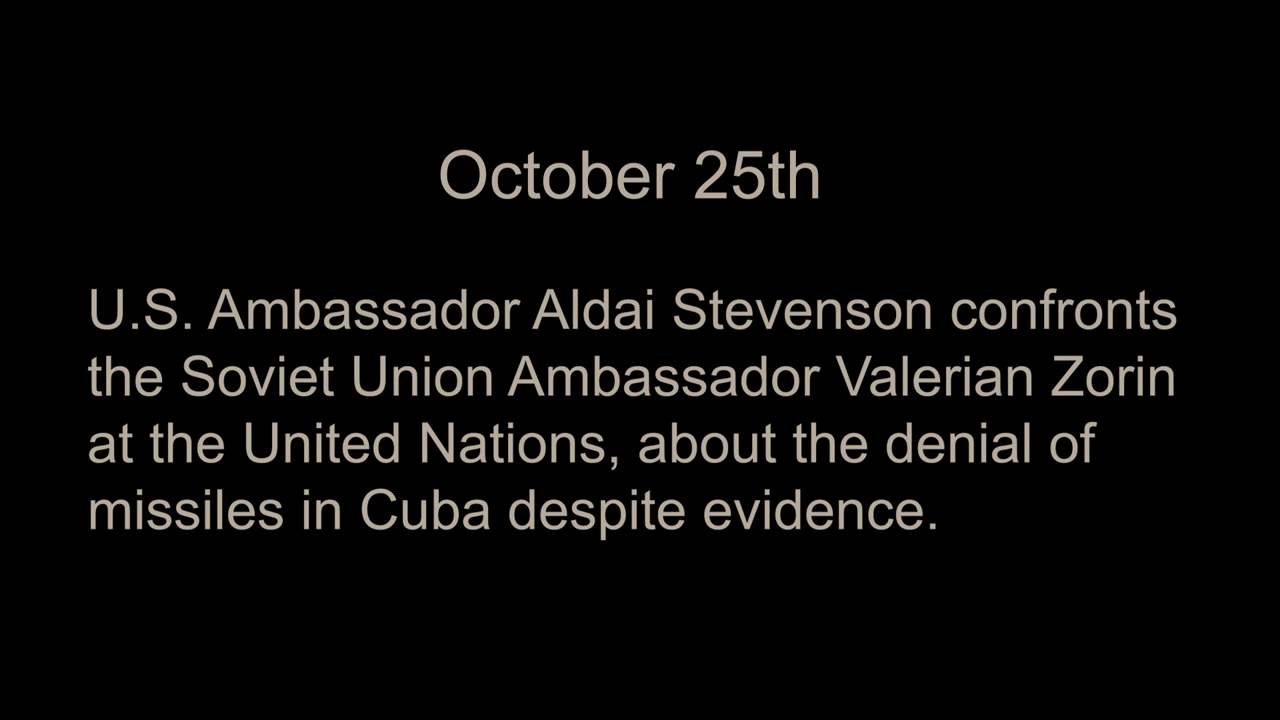 October 25th
U.S. Ambassador Aldai Stevenson confronts
the Soviet Union Ambassador Valerian Zorin
at the United Nations, about the denial of
missiles in Cuba despite evidence.